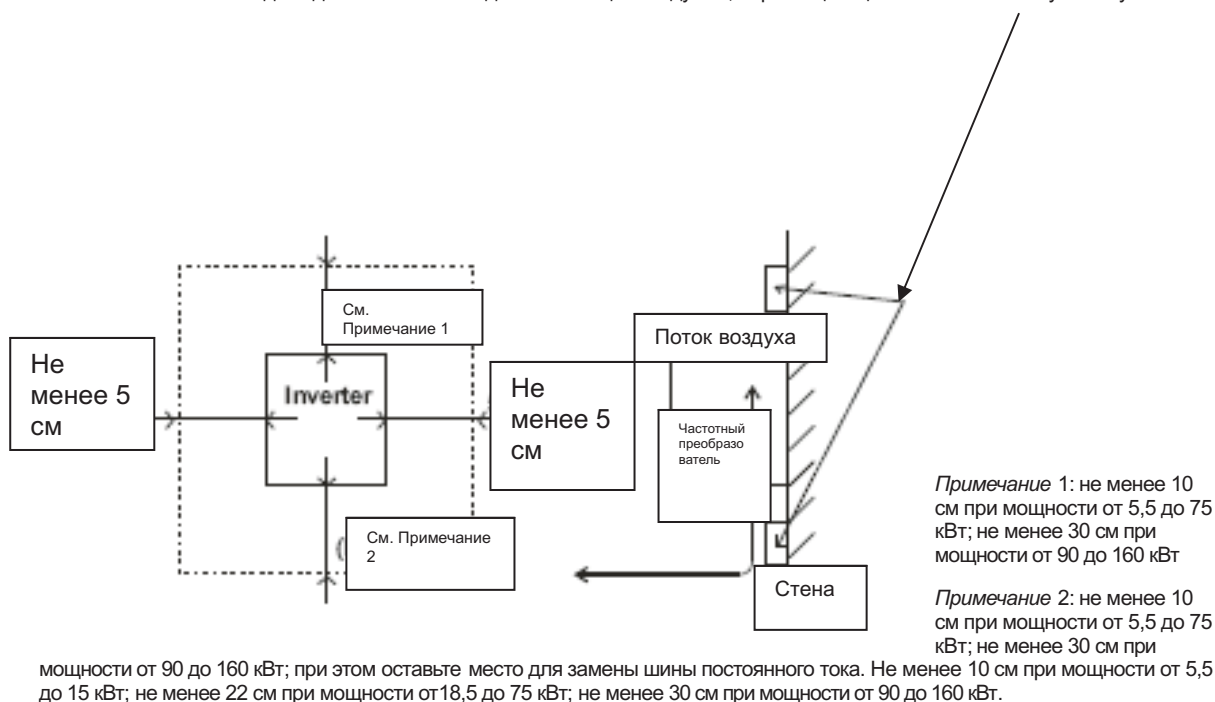 См.
Примечание 1
Поток воздуха
Не
менее 5
см
Inverter
Не
менее 5
см
Частотный
преобразо
ватель
См. Примечание
2
Стена
Примечание 1: не менее 10
см при мощности от 5,5 до 75
кВт; не менее 30 см при
мощности от 90 до 160 кВт
Примечание 2: не менее 10
см при мощности от 5,5 до 75
кВт; не менее 30 см при
мощности от 90 до 160 кВт; при этом оставьте место для замены шины постоянного тока. Не менее 10 см при мощности от 5,5
до 15 кВт; не менее 22 см при мощности от18,5 до 75 кВт; не менее 30 см при мощности от 90 до 160 кВт.